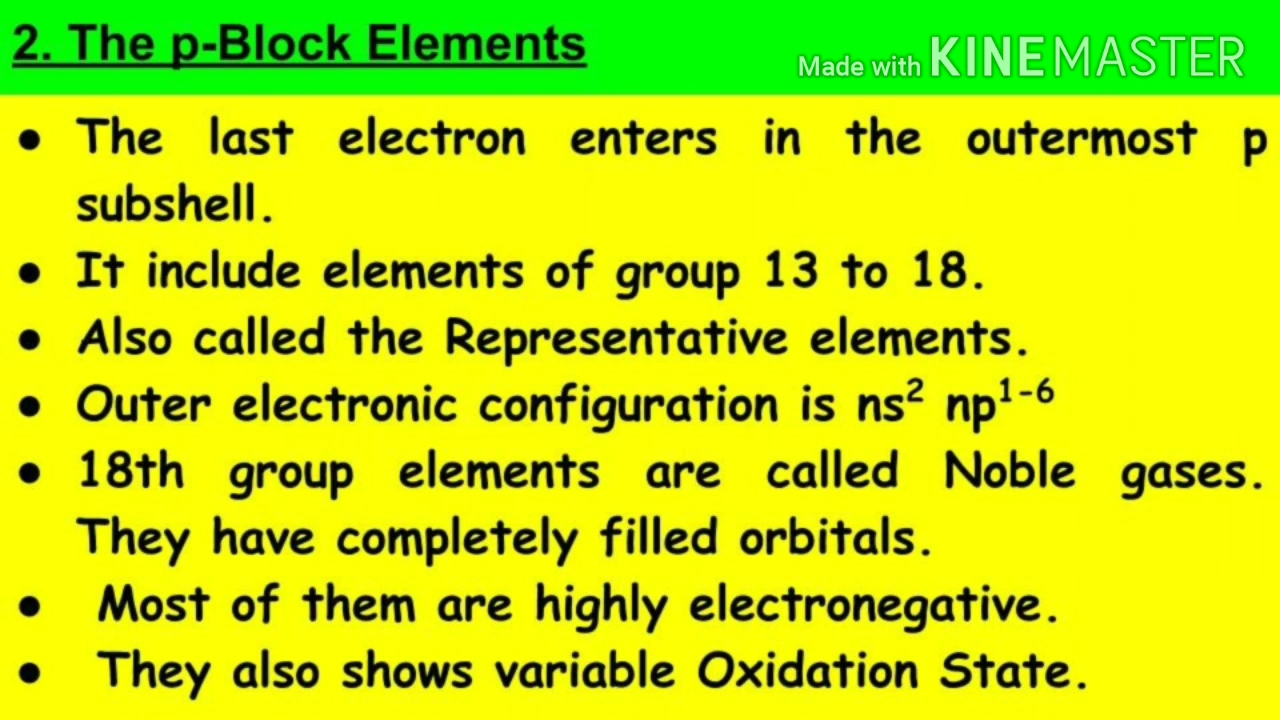 2. The p-Block Elements
Made with KINEMASTER
● The last electron enters in the outermost p
subshell.
● It include elements of group 13 to 18.
● Also called the Representative elements.
● Outer electronic configuration is ns² np¹⁻⁶
● 18th group elements are called Noble gases.
They have completely filled orbitals.
● Most of them are highly electronegative.
● They also shows variable Oxidation State.